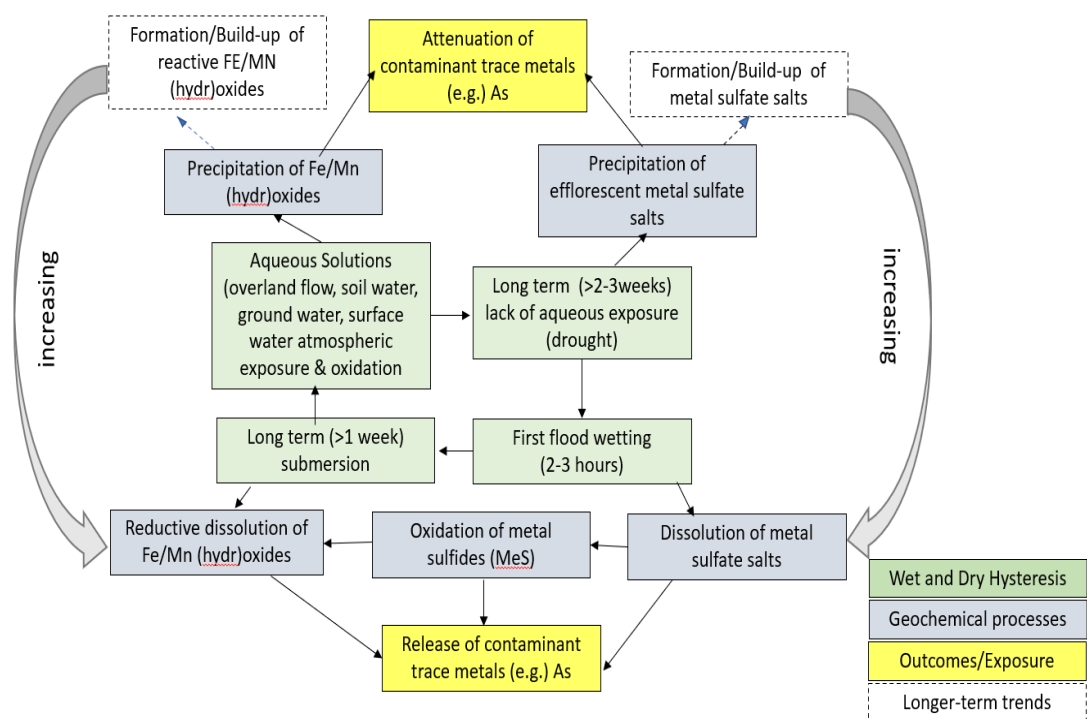 Formation/Build-up of
reactive FE/MN
(hydr)oxides
Attenuation of
contaminant trace metals
(e.g.) As
Formation/Build-up of
metal sulfate salts
Precipitation of Fe/Mn
(hydr)oxides
Precipitation of
efflorescent metal sulfate
salts
Aqueous Solutions
(overland flow, soil water,
ground water, surface
water atmospheric
exposure & oxidation
Long term (>2-3weeks)
lack of aqueous exposure
(drought)
increasing
increasing
Long term (>1 week)
submersion
First flood wetting
(2-3 hours)
Reductive dissolution of
Fe/Mn (hydr)oxides
Oxidation of metal
sulfides (MeS)
Dissolution of metal
sulfate salts
Release of contaminant
trace metals (e.g.) As
Wet and Dry Hysteresis
Geochemical processes
Outcomes/Exposure
Longer-term trends